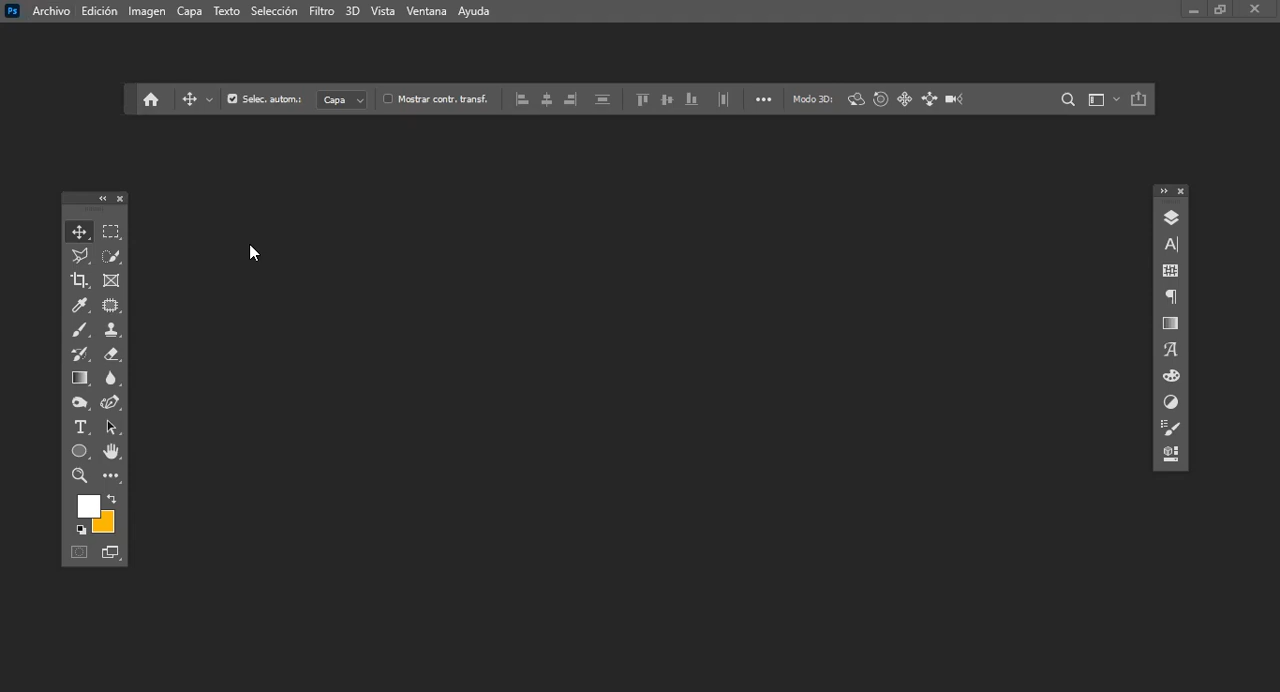 Ps Archivo Edición Imagen Capa Texto Selección Filtro 3D Vista Ventana Ayuda
Selec. autom.: Capa Mostrar contr. transf. Modo 3D: